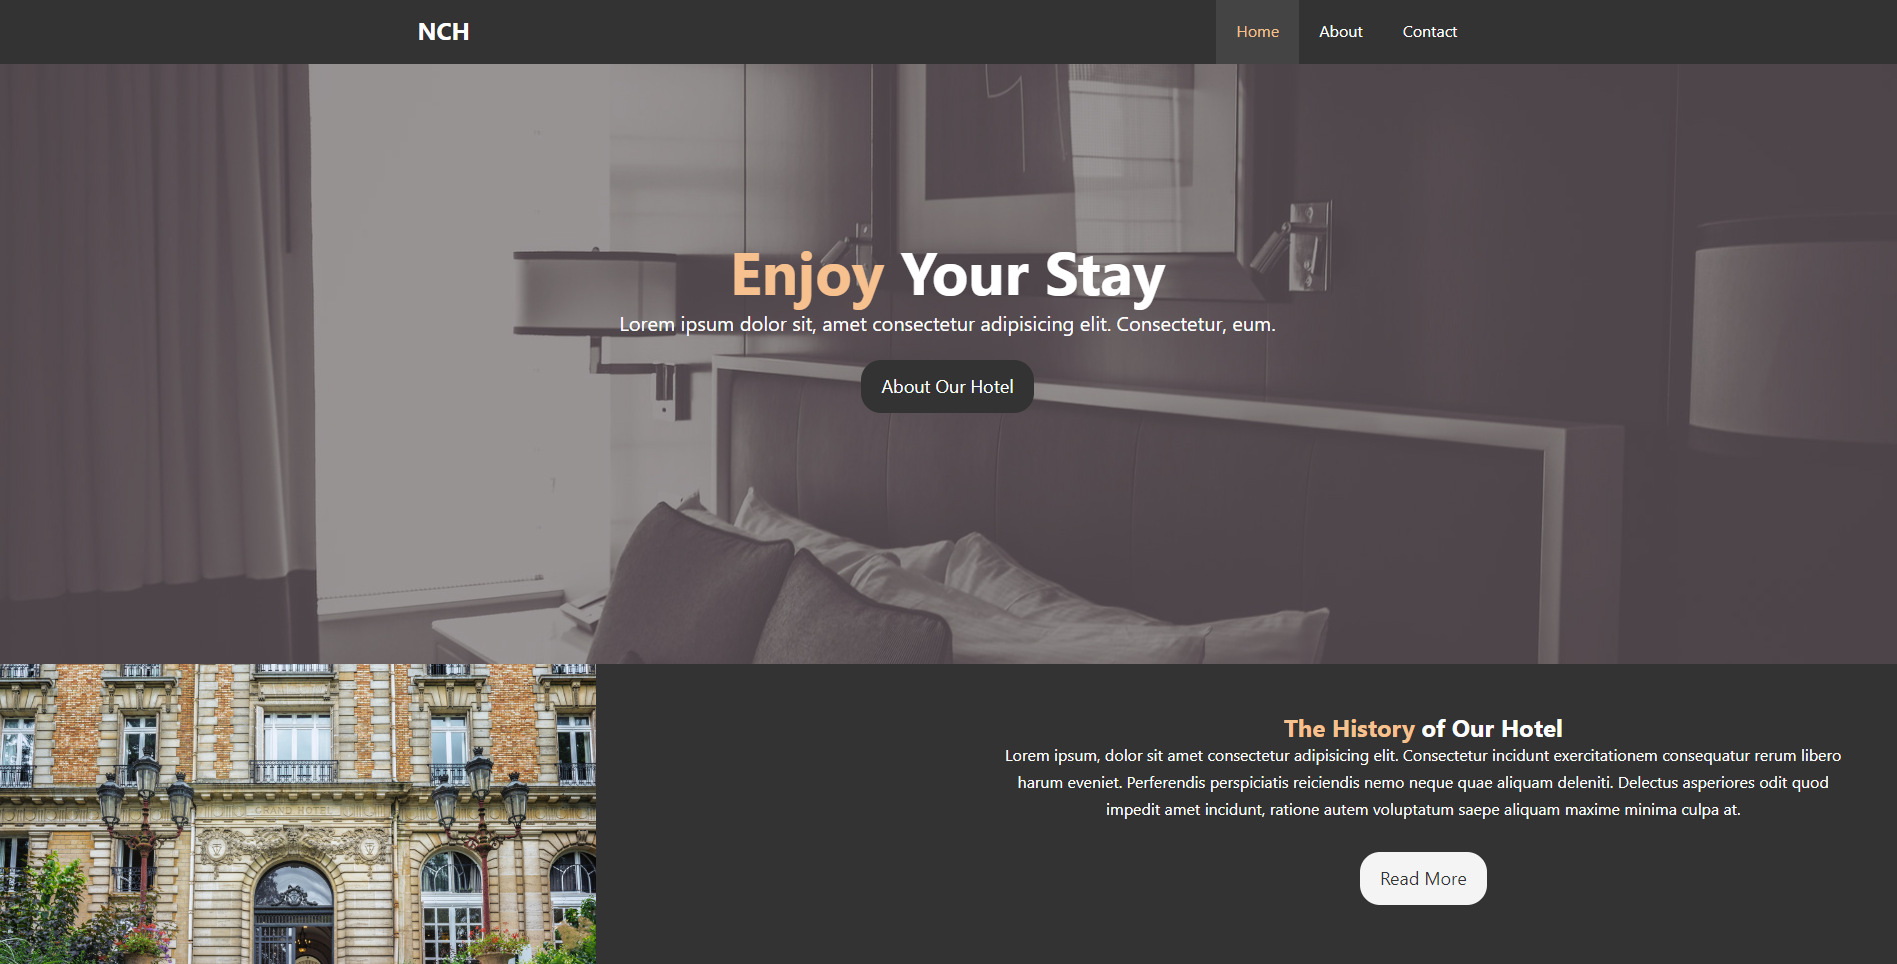 NCH
Home
About
Contact
Enjoy Your Stay
Lorem ipsum dolor sit, amet consectetur adipisicing elit. Consectetur, eum.
About Our Hotel
GRAND HOTEL
The History of Our Hotel
Lorem ipsum, dolor sit amet consectetur adipisicing elit. Consectetur incidunt exercitationem consequatur rerum libero
harum eveniet. Perferendis perspiciatis reiciendis nemo neque quae aliquam deleniti. Delectus asperiores odit quod
impedit amet incidunt, ratione autem voluptatum saepe aliquam maxime minima culpa at.
Read More